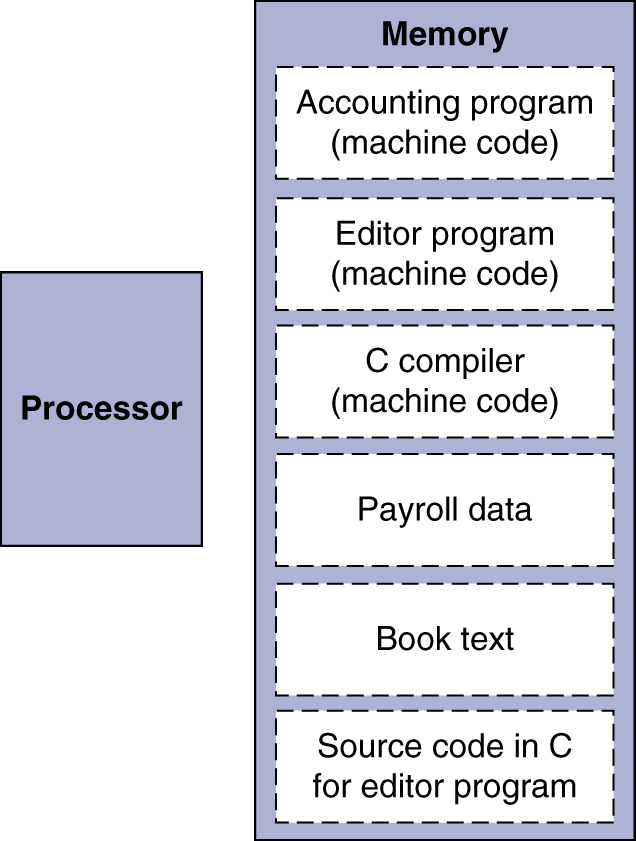 Memory
Accounting program
(machine code)
Editor program
(machine code)
C compiler
(machine code)
Processor
Payroll data
Book text
Source code in C
for editor program